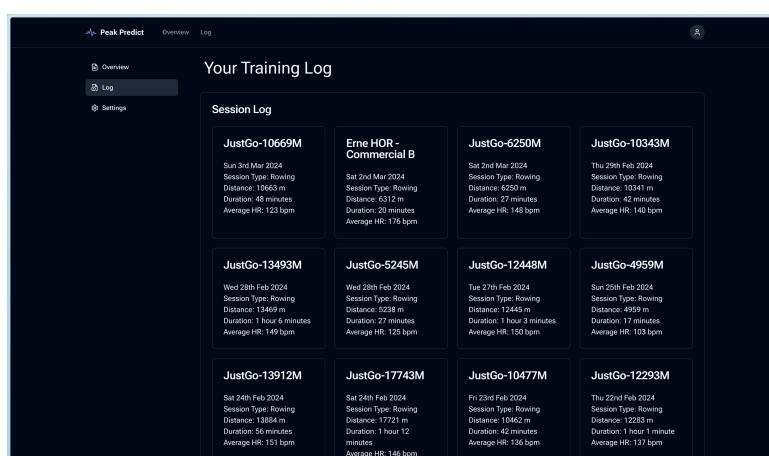 Peak Predict
Overview
Log
Overview
Log
Settings
Your Training Log
Session Log
JustGo-10669M
Sun 3rd Mar 2024
Session Type: Rowing
Distance: 10663 m
Duration: 48 minutes
Average HR: 123 bpm
Erne HOR -
Commercial B
Sat 2nd Mar 2024
Session Type: Rowing
Distance: 6312 m
Duration: 20 minutes
Average HR: 176 bpm
JustGo-6250M
Sat 2nd Mar 2024
Session Type: Rowing
Distance: 6250 m
Duration: 27 minutes
Average HR: 148 bpm
JustGo-10343M
Thu 29th Feb 2024
Session Type: Rowing
Distance: 10341 m
Duration: 42 minutes
Average HR: 140 bpm
JustGo-13493M
Wed 28th Feb 2024
Session Type: Rowing
Distance: 13469 m
Duration: 1 hour 6 minutes
Average HR: 149 bpm
JustGo-5245M
Wed 28th Feb 2024
Session Type: Rowing
Distance: 5238 m
Duration: 27 minutes
Average HR: 125 bpm
JustGo-12448M
Tue 27th Feb 2024
Session Type: Rowing
Distance: 12445 m
Duration: 1 hour 3 minutes
Average HR: 150 bpm
JustGo-4959M
Sun 25th Feb 2024
Session Type: Rowing
Distance: 4959 m
Duration: 17 minutes
Average HR: 103 bpm
JustGo-13912M
Sat 24th Feb 2024
Session Type: Rowing
Distance: 13884 m
Duration: 56 minutes
Average HR: 151 bpm
JustGo-17743M
Sat 24th Feb 2024
Session Type: Rowing
Distance: 17721 m
Duration: 1 hour 12
minutes
Average HR: 146 bpm
JustGo-10477M
Fri 23rd Feb 2024
Session Type: Rowing
Distance: 10462 m
Duration: 42 minutes
Average HR: 136 bpm
JustGo-12293M
Thu 22nd Feb 2024
Session Type: Rowing
Distance: 12283 m
Duration: 1 hour 1 minute
Average HR: 137 bpm